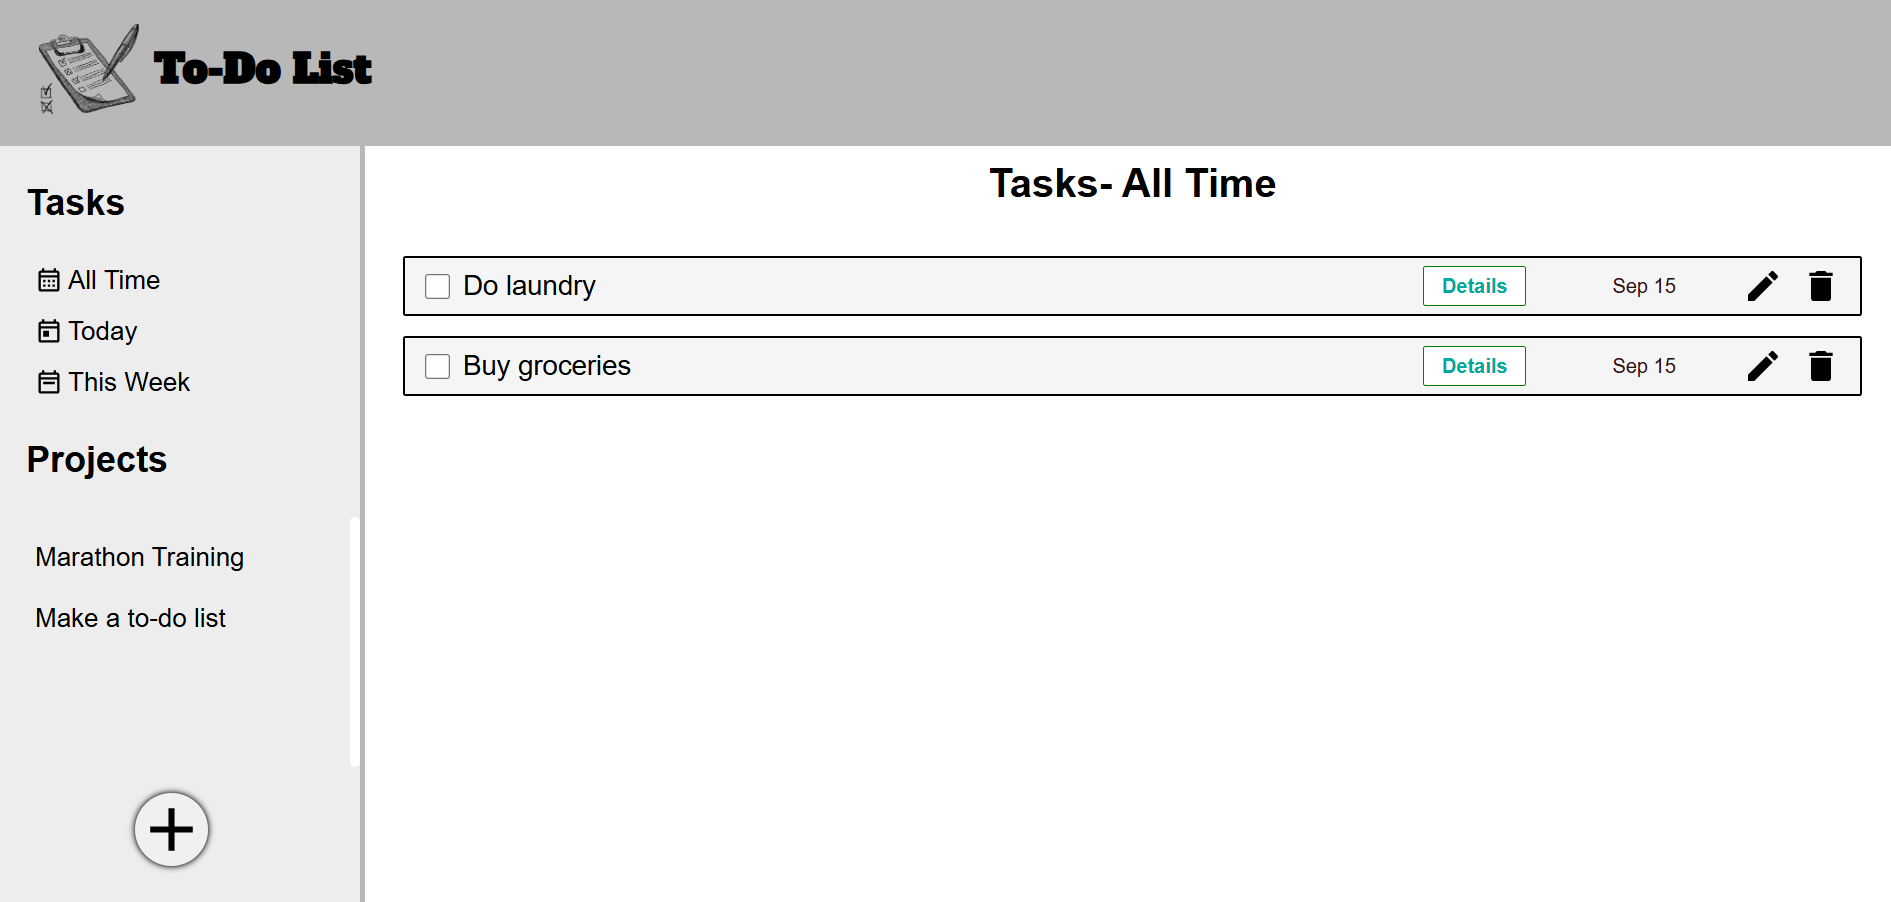 To-Do List
Tasks
All Time
Today
This Week
Projects
Marathon Training
Make a to-do list
Tasks- All Time
Do laundry Details Sep 15
Buy groceries Details Sep 15